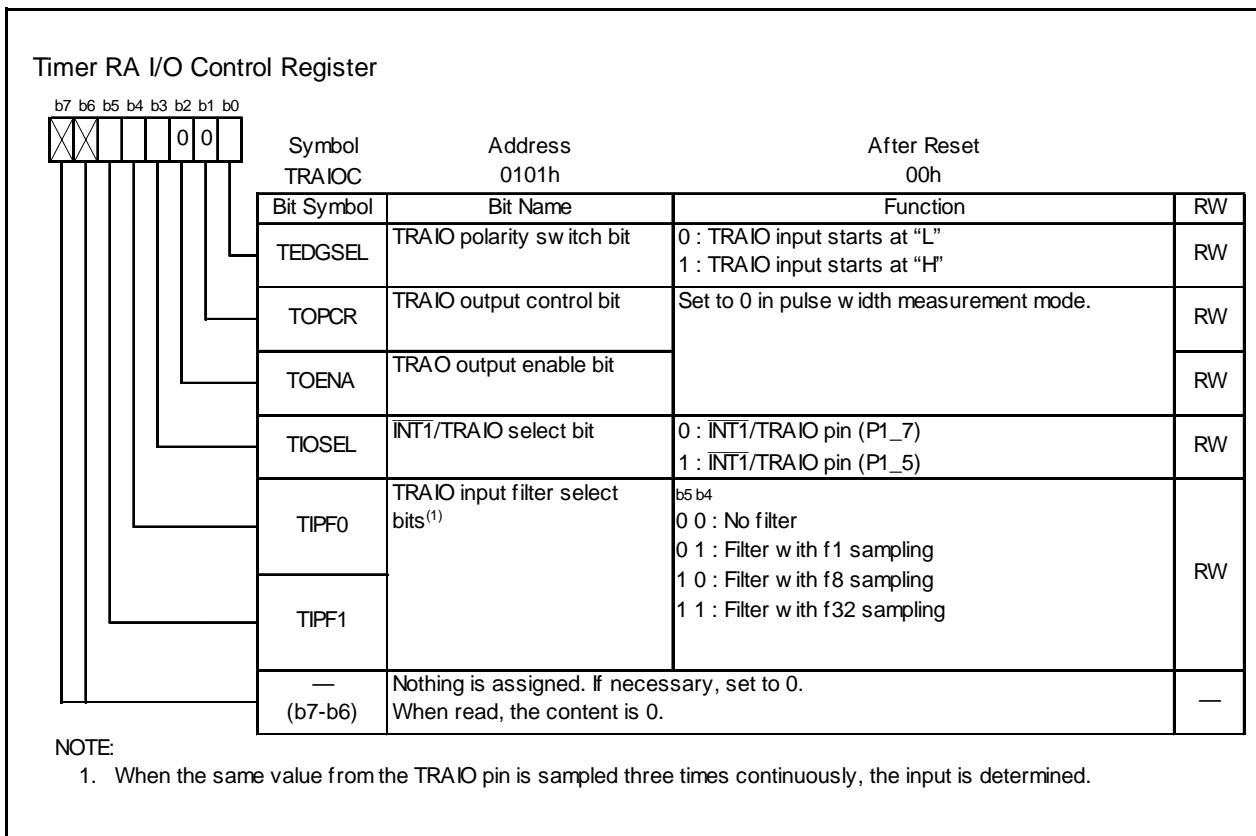 Timer RA I/O Control Register
b7 b6 b5 b4 b3 b2 b1 b0
0 0
Symbol Address After Reset
TRAIOC 0101h 00h
Bit Symbol Bit Name Function RW
TEDGSEL TRAIO polarity switch bit 0 : TRAIO input starts at “L” RW
1 : TRAIO input starts at “H”
TOPCR TRAIO output control bit Set to 0 in pulse width measurement mode. RW
TOENA TRAO output enable bit RW
TIOSEL INT1/TRAIO select bit 0 : INT1/TRAIO pin (P1_7) RW
1 : INT1/TRAIO pin (P1_5)
TIPF0 TRAIO input filter select b5 b4
bits(1) 0 0 : No filter
0 1 : Filter with f1 sampling
1 0 : Filter with f8 sampling RW
TIPF1 1 1 : Filter with f32 sampling
— Nothing is assigned. If necessary, set to 0. —
(b7-b6) When read, the content is 0.
NOTE:
1. When the same value from the TRAIO pin is sampled three times continuously, the input is determined.